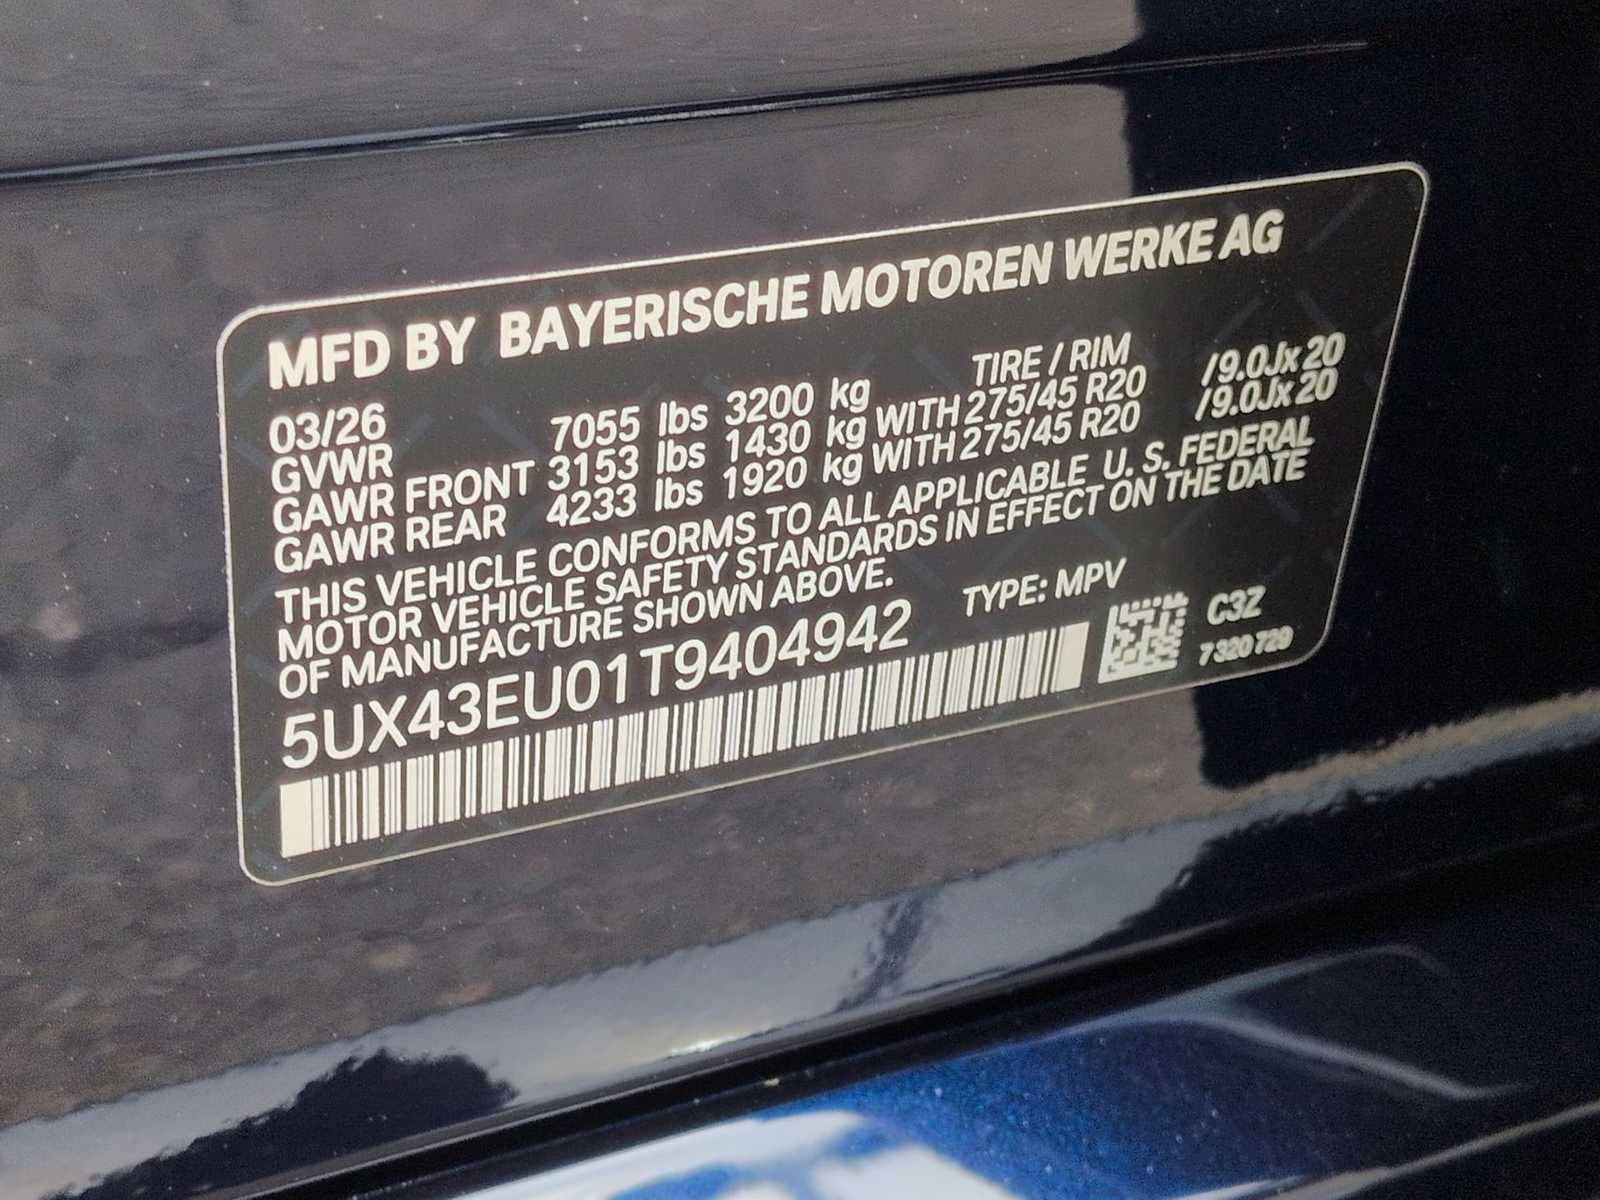 MFD BY BAYERISCHE MOTOREN WERKE AG
03/26 TIRE / RIM
GVWR 7055 lbs 3200 kg
GAWR FRONT 3153 lbs 1430 kg WITH 275/45 R20 /9.0Jx20
GAWR REAR 4233 lbs 1920 kg WITH 275/45 R20 /9.0Jx20
THIS VEHICLE CONFORMS TO ALL APPLICABLE U. S. FEDERAL
MOTOR VEHICLE SAFETY STANDARDS IN EFFECT ON THE DATE
OF MANUFACTURE SHOWN ABOVE.
5UX43EU01T9404942 TYPE: MPV
C3Z
7 320 729